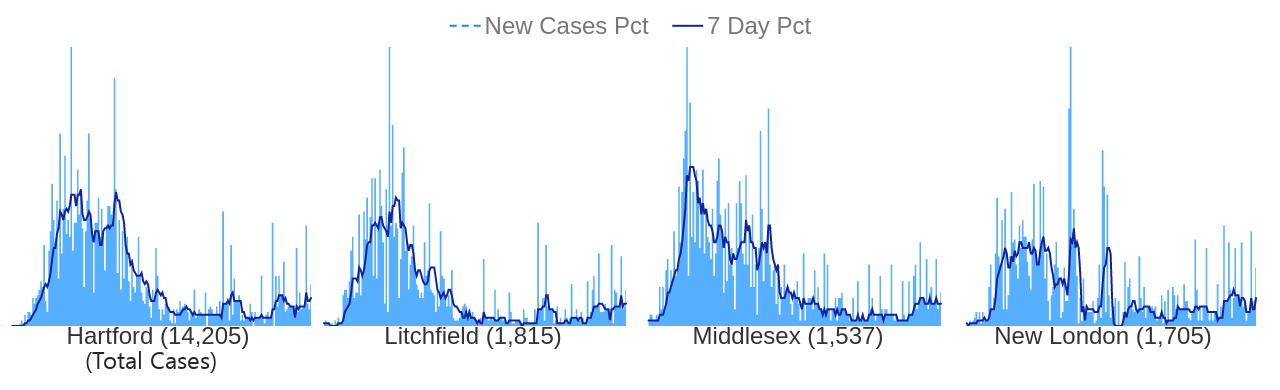 New Cases Pct 7 Day Pct
Hartford (14,205) Litchfield (1,815) Middlesex (1,537) New London (1,705)
(Total Cases)